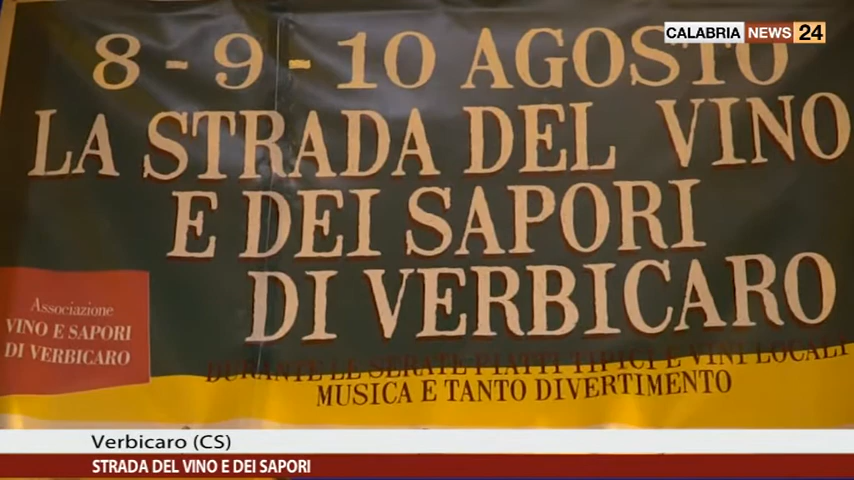 CALABRIA NEWS 24
8 - 9 - 10 AGOSTO
LA STRADA DEL VINO
E DEI SAPORI
DI VERBICARO
Associazione
VINO E SAPORI
DI VERBICARO
DURANTE LE SERATE PIATTI TIPICI E VINI LOCALI
MUSICA E TANTO DIVERTIMENTO
Verbicaro (CS)
STRADA DEL VINO E DEI SAPORI